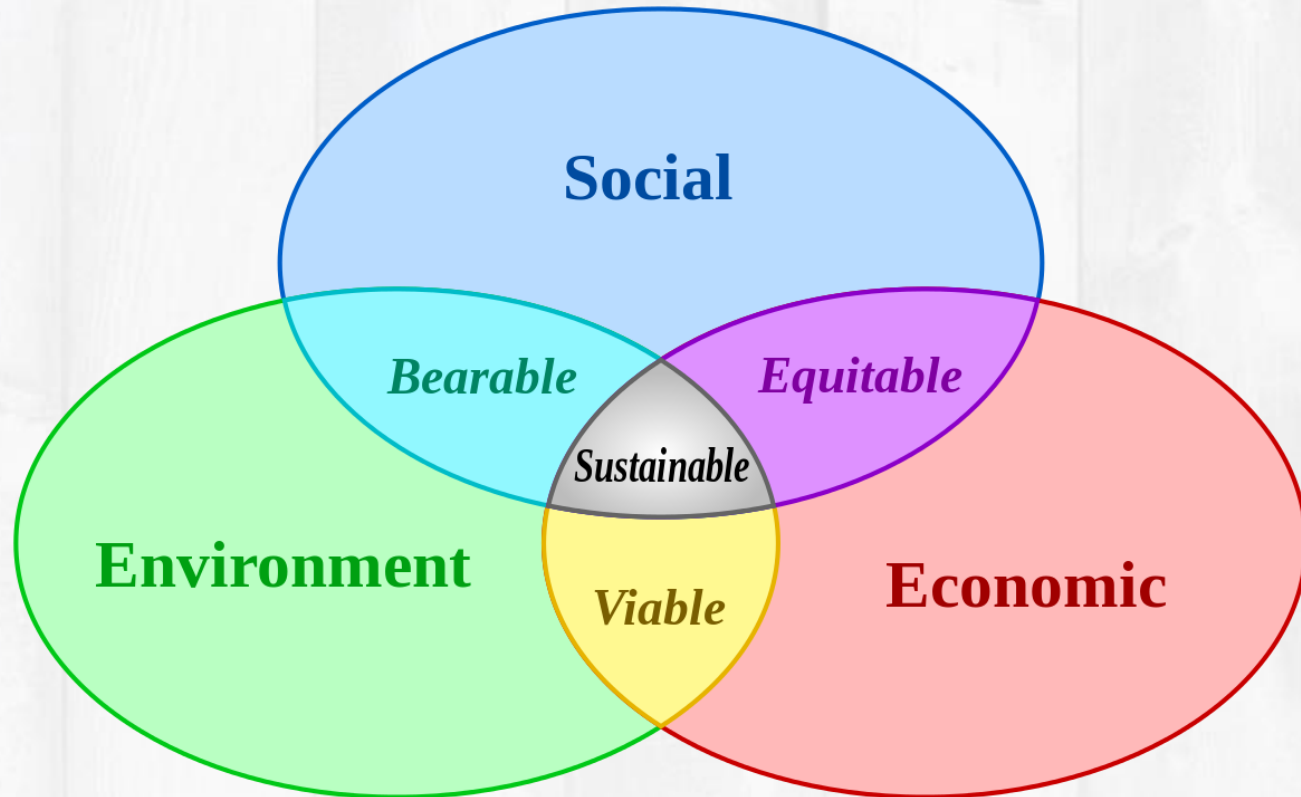 Social
Bearable
Equitable
Sustainable
Environment
Economic
Viable